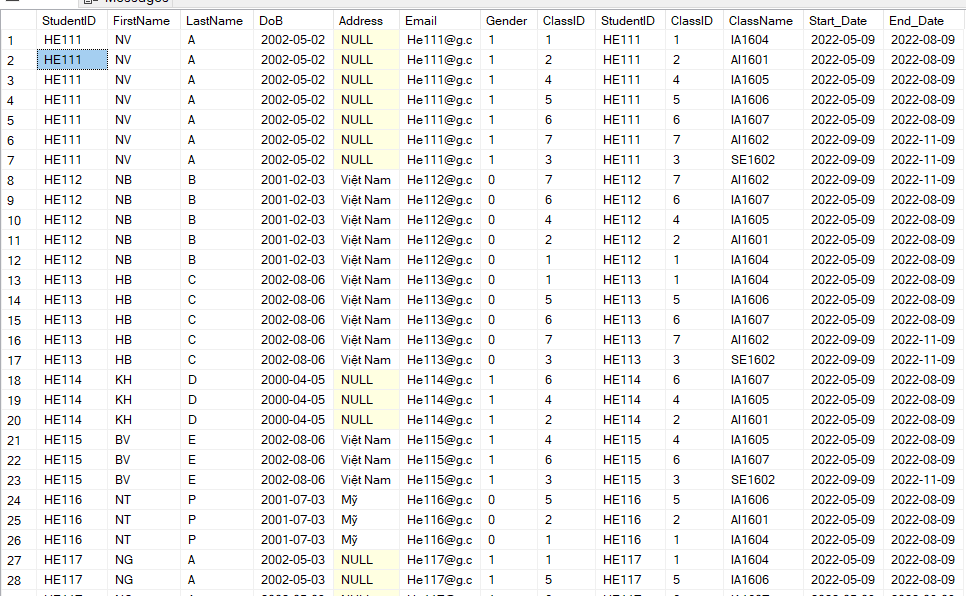 Messages
StudentID FirstName LastName DoB Address Email Gender ClassID StudentID ClassID ClassName Start_Date End_Date
1 HE111 NV A 2002-05-02 NULL He111@g.c 1 1 HE111 1 IA1604 2022-05-09 2022-08-09
2 HE111 NV A 2002-05-02 NULL He111@g.c 1 2 HE111 2 AI1601 2022-05-09 2022-08-09
3 HE111 NV A 2002-05-02 NULL He111@g.c 1 4 HE111 4 IA1605 2022-05-09 2022-08-09
4 HE111 NV A 2002-05-02 NULL He111@g.c 1 5 HE111 5 IA1606 2022-05-09 2022-08-09
5 HE111 NV A 2002-05-02 NULL He111@g.c 1 6 HE111 6 IA1607 2022-05-09 2022-08-09
6 HE111 NV A 2002-05-02 NULL He111@g.c 1 7 HE111 7 AI1602 2022-09-09 2022-11-09
7 HE111 NV A 2002-05-02 NULL He111@g.c 1 3 HE111 3 SE1602 2022-09-09 2022-11-09
8 HE112 NB B 2001-02-03 Việt Nam He112@g.c 0 7 HE112 7 AI1602 2022-09-09 2022-11-09
9 HE112 NB B 2001-02-03 Việt Nam He112@g.c 0 6 HE112 6 IA1607 2022-05-09 2022-08-09
10 HE112 NB B 2001-02-03 Việt Nam He112@g.c 0 4 HE112 4 IA1605 2022-05-09 2022-08-09
11 HE112 NB B 2001-02-03 Việt Nam He112@g.c 0 2 HE112 2 AI1601 2022-05-09 2022-08-09
12 HE112 NB B 2001-02-03 Việt Nam He112@g.c 0 1 HE112 1 IA1604 2022-05-09 2022-08-09
13 HE113 HB C 2002-08-06 Việt Nam He113@g.c 0 1 HE113 1 IA1604 2022-05-09 2022-08-09
14 HE113 HB C 2002-08-06 Việt Nam He113@g.c 0 5 HE113 5 IA1606 2022-05-09 2022-08-09
15 HE113 HB C 2002-08-06 Việt Nam He113@g.c 0 6 HE113 6 IA1607 2022-05-09 2022-08-09
16 HE113 HB C 2002-08-06 Việt Nam He113@g.c 0 7 HE113 7 AI1602 2022-09-09 2022-11-09
17 HE113 HB C 2002-08-06 Việt Nam He113@g.c 0 3 HE113 3 SE1602 2022-09-09 2022-11-09
18 HE114 KH D 2000-04-05 NULL He114@g.c 1 6 HE114 6 IA1607 2022-05-09 2022-08-09
19 HE114 KH D 2000-04-05 NULL He114@g.c 1 4 HE114 4 IA1605 2022-05-09 2022-08-09
20 HE114 KH D 2000-04-05 NULL He114@g.c 1 2 HE114 2 AI1601 2022-05-09 2022-08-09
21 HE115 BV E 2002-08-06 Việt Nam He115@g.c 1 4 HE115 4 IA1605 2022-05-09 2022-08-09
22 HE115 BV E 2002-08-06 Việt Nam He115@g.c 1 6 HE115 6 IA1607 2022-05-09 2022-08-09
23 HE115 BV E 2002-08-06 Việt Nam He115@g.c 1 3 HE115 3 SE1602 2022-09-09 2022-11-09
24 HE116 NT P 2001-07-03 Mỹ He116@g.c 0 5 HE116 5 IA1606 2022-05-09 2022-08-09
25 HE116 NT P 2001-07-03 Mỹ He116@g.c 0 2 HE116 2 AI1601 2022-05-09 2022-08-09
26 HE116 NT P 2001-07-03 Mỹ He116@g.c 0 1 HE116 1 IA1604 2022-05-09 2022-08-09
27 HE117 NG A 2002-05-03 NULL He117@g.c 1 1 HE117 1 IA1604 2022-05-09 2022-08-09
28 HE117 NG A 2002-05-03 NULL He117@g.c 1 5 HE117 5 IA1606 2022-05-09 2022-08-09